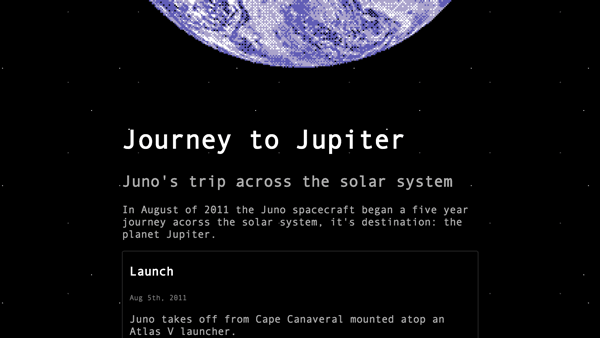 Journey to Jupiter
Juno's trip across the solar system
In August of 2011 the Juno spacecraft began a five year
journey acorss the solar system, it's destination: the
planet Jupiter.
Launch
Aug 5th, 2011
Juno takes off from Cape Canaveral mounted atop an
Atlas V launcher.